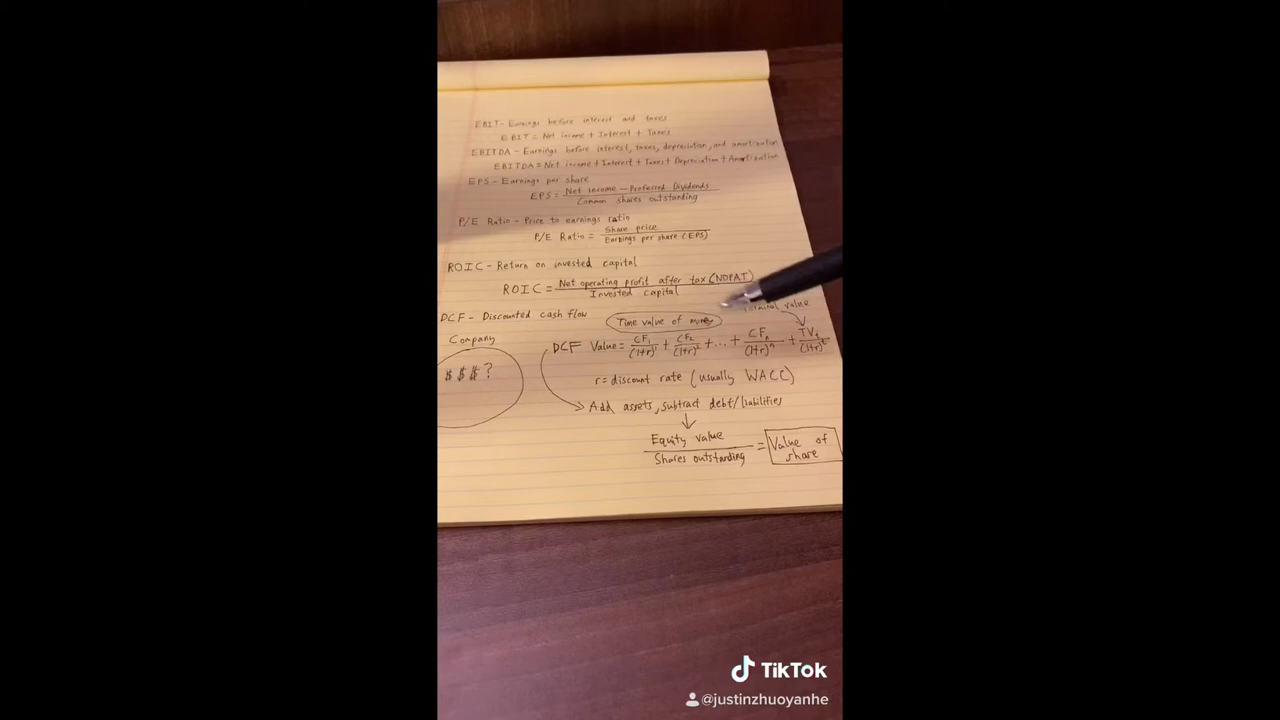 EBIT - Earnings before interest and taxes
EBIT = Net income + Interest + Taxes
EBITDA - Earnings before interest, taxes, depreciation, and amortization
EBITDA = Net income + Interest + Taxes + Depreciation + Amortization
EPS - Earnings per share
EPS = Net income - Preferred Dividends
Common shares outstanding
P/E Ratio - Price to earnings ratio
P/E Ratio = Share price
Earnings per share (EPS)
ROIC - Return on invested capital
ROIC = Net operating profit after tax (NOPAT)
Invested Capital
DCF - Discounted cash flow
Time value of money
Terminal value
Company
$$$?
DCF Value = CF₁/(1+r)¹ + CF₂/(1+r)² + ... + CFₙ/(1+r)ⁿ + TVₜ/(1+r)ᵗ
r = discount rate (usually WACC)
Add assets, subtract debt/liabilities
Equity value
Shares outstanding
= Value of share
TikTok
@justinzhuoyanhe